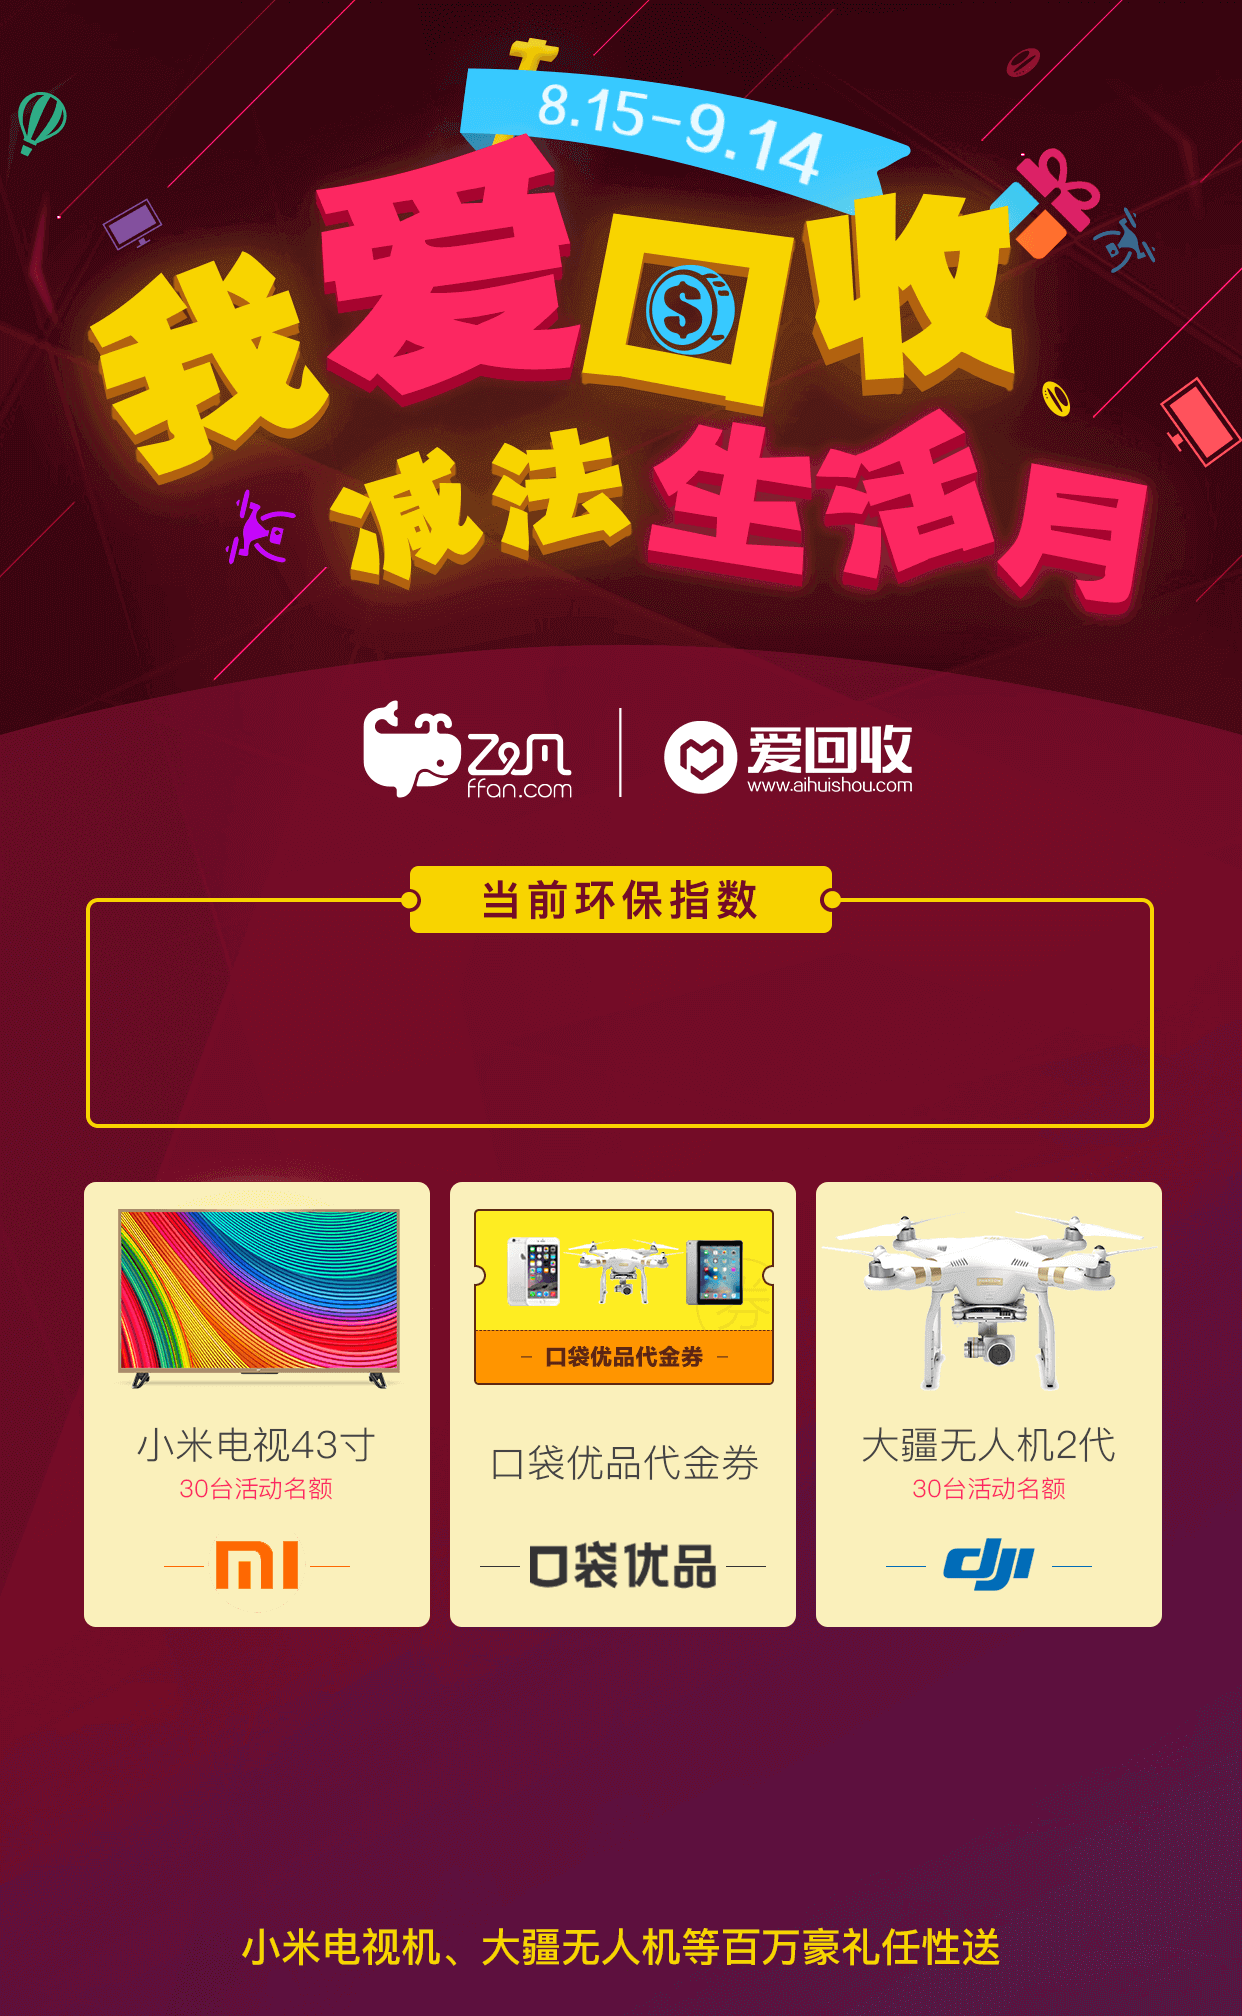 8.15-9.14
我爱回收
减法生活月
飞凡
ffan.com
爱回收
www.aihuishou.com
当前环保指数
券
口袋优品代金券
小米电视43寸
30台活动名额
口袋优品代金券
大疆无人机2代
30台活动名额
mi
口袋优品
dji
小米电视机、大疆无人机等百万豪礼任性送